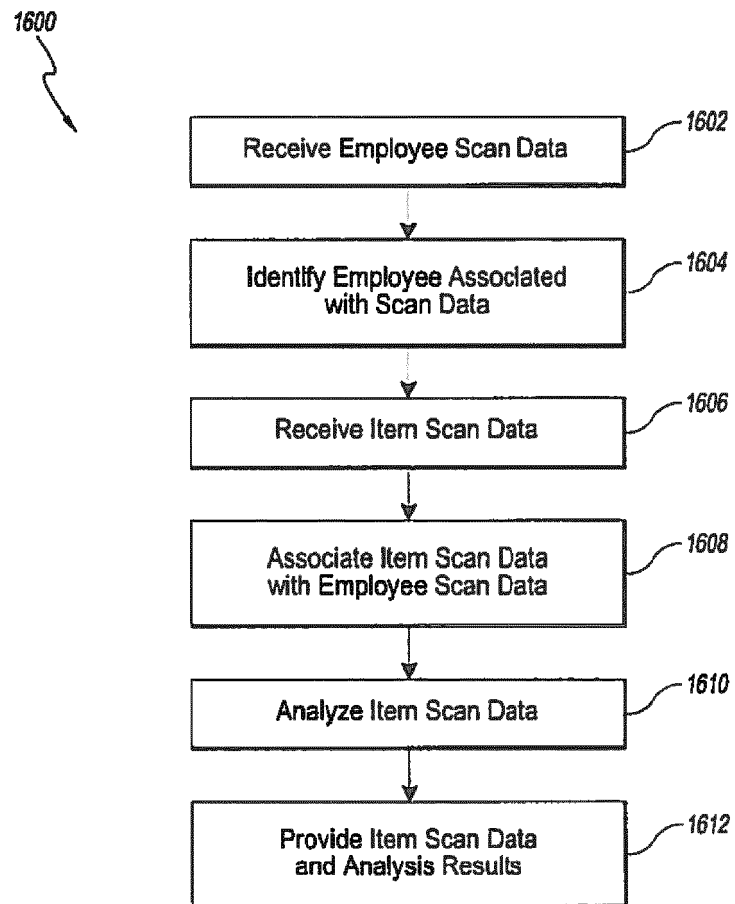 1600
Receive Employee Scan Data
1602
Identify Employee Associated
with Scan Data
1604
Receive Item Scan Data
1606
Associate Item Scan Data
with Employee Scan Data
1608
Analyze Item Scan Data
1610
Provide Item Scan Data
and Analysis Results
1612